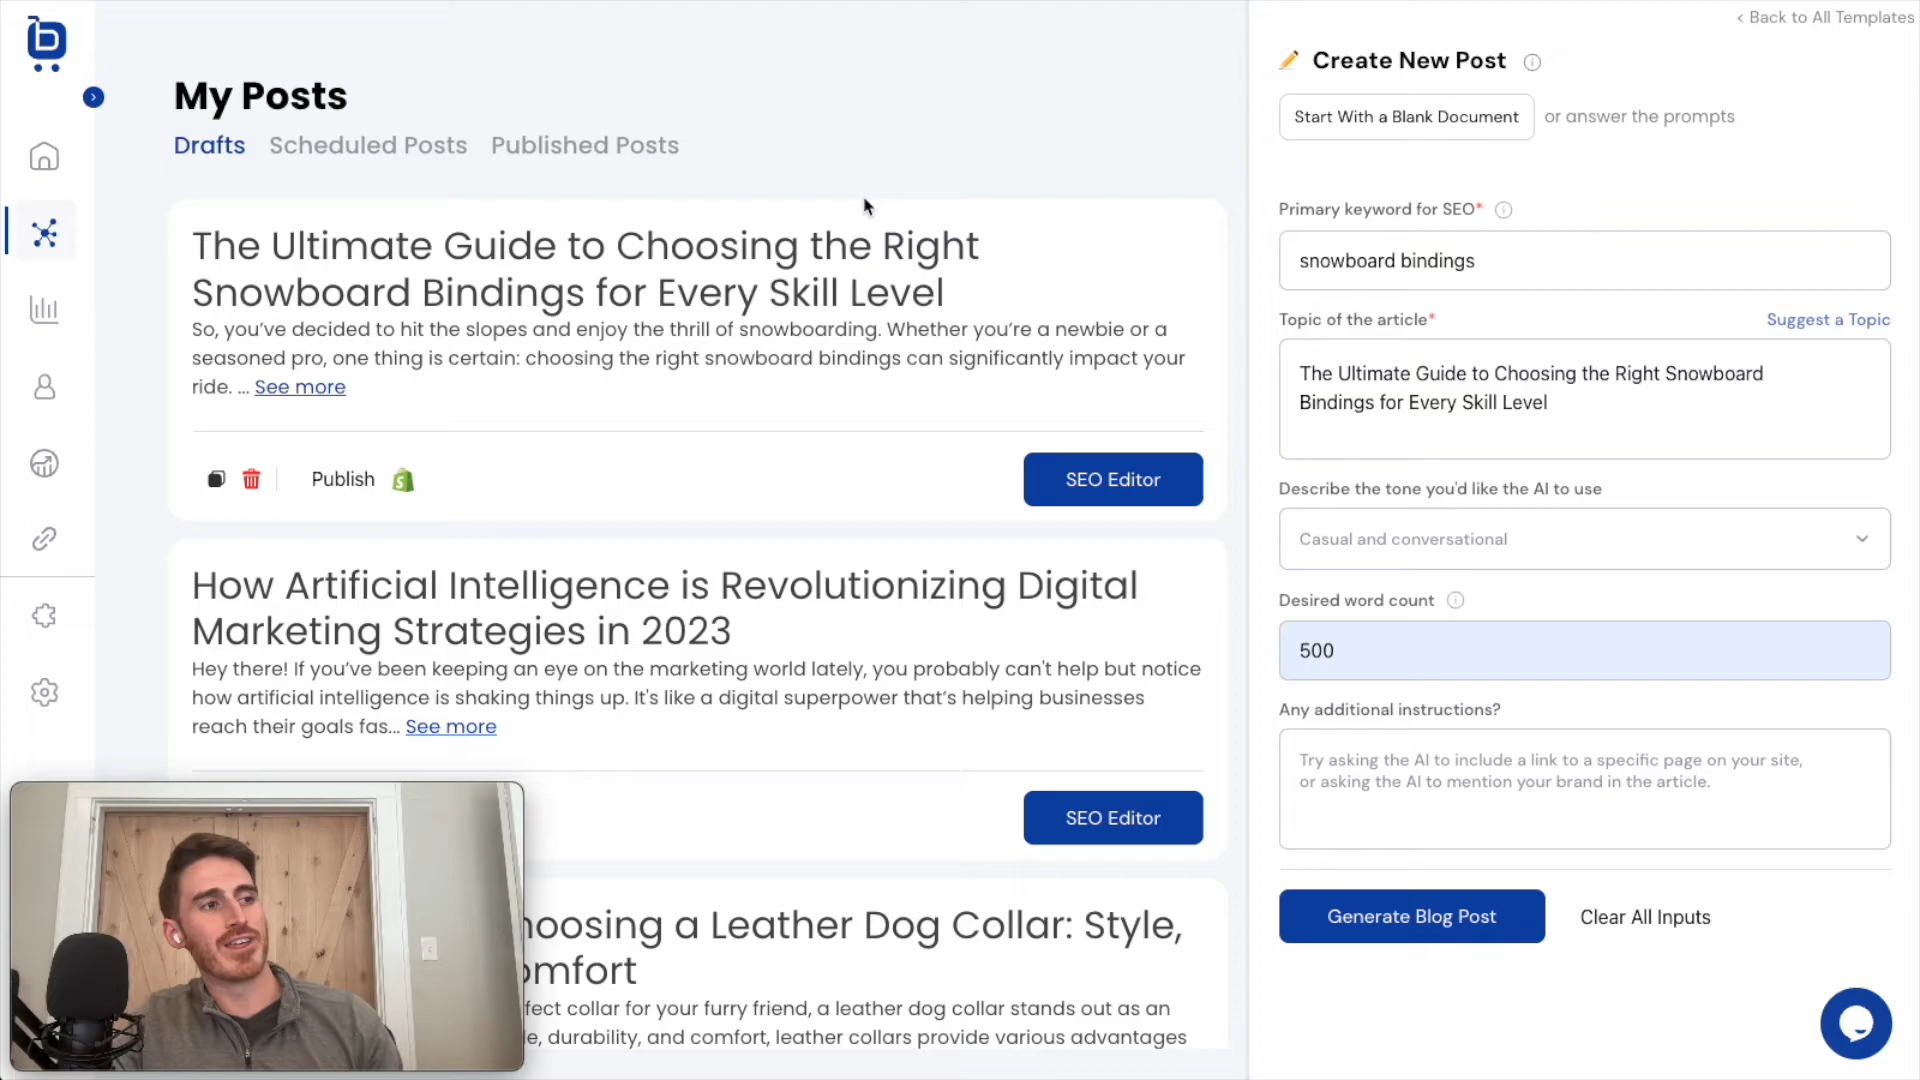 My Posts
Drafts Scheduled Posts Published Posts
The Ultimate Guide to Choosing the Right
Snowboard Bindings for Every Skill Level
So, you’ve decided to hit the slopes and enjoy the thrill of snowboarding. Whether you’re a newbie or a
seasoned pro, one thing is certain: choosing the right snowboard bindings can significantly impact your
ride. ... See more
Publish
SEO Editor
How Artificial Intelligence is Revolutionizing Digital
Marketing Strategies in 2023
Hey there! If you’ve been keeping an eye on the marketing world lately, you probably can't help but notice
how artificial intelligence is shaking things up. It's like a digital superpower that’s helping businesses
reach their goals fas... See more
SEO Editor
hoosing a Leather Dog Collar: Style,
omfort
fect collar for your furry friend, a leather dog collar stands out as an
le, durability, and comfort, leather collars provide various advantages
< Back to All Templates
Create New Post
Start With a Blank Document or answer the prompts
Primary keyword for SEO*
snowboard bindings
Topic of the article* Suggest a Topic
The Ultimate Guide to Choosing the Right Snowboard
Bindings for Every Skill Level
Describe the tone you'd like the AI to use
Casual and conversational
Desired word count
500
Any additional instructions?
Try asking the AI to include a link to a specific page on your site,
or asking the AI to mention your brand in the article.
Generate Blog Post Clear All Inputs